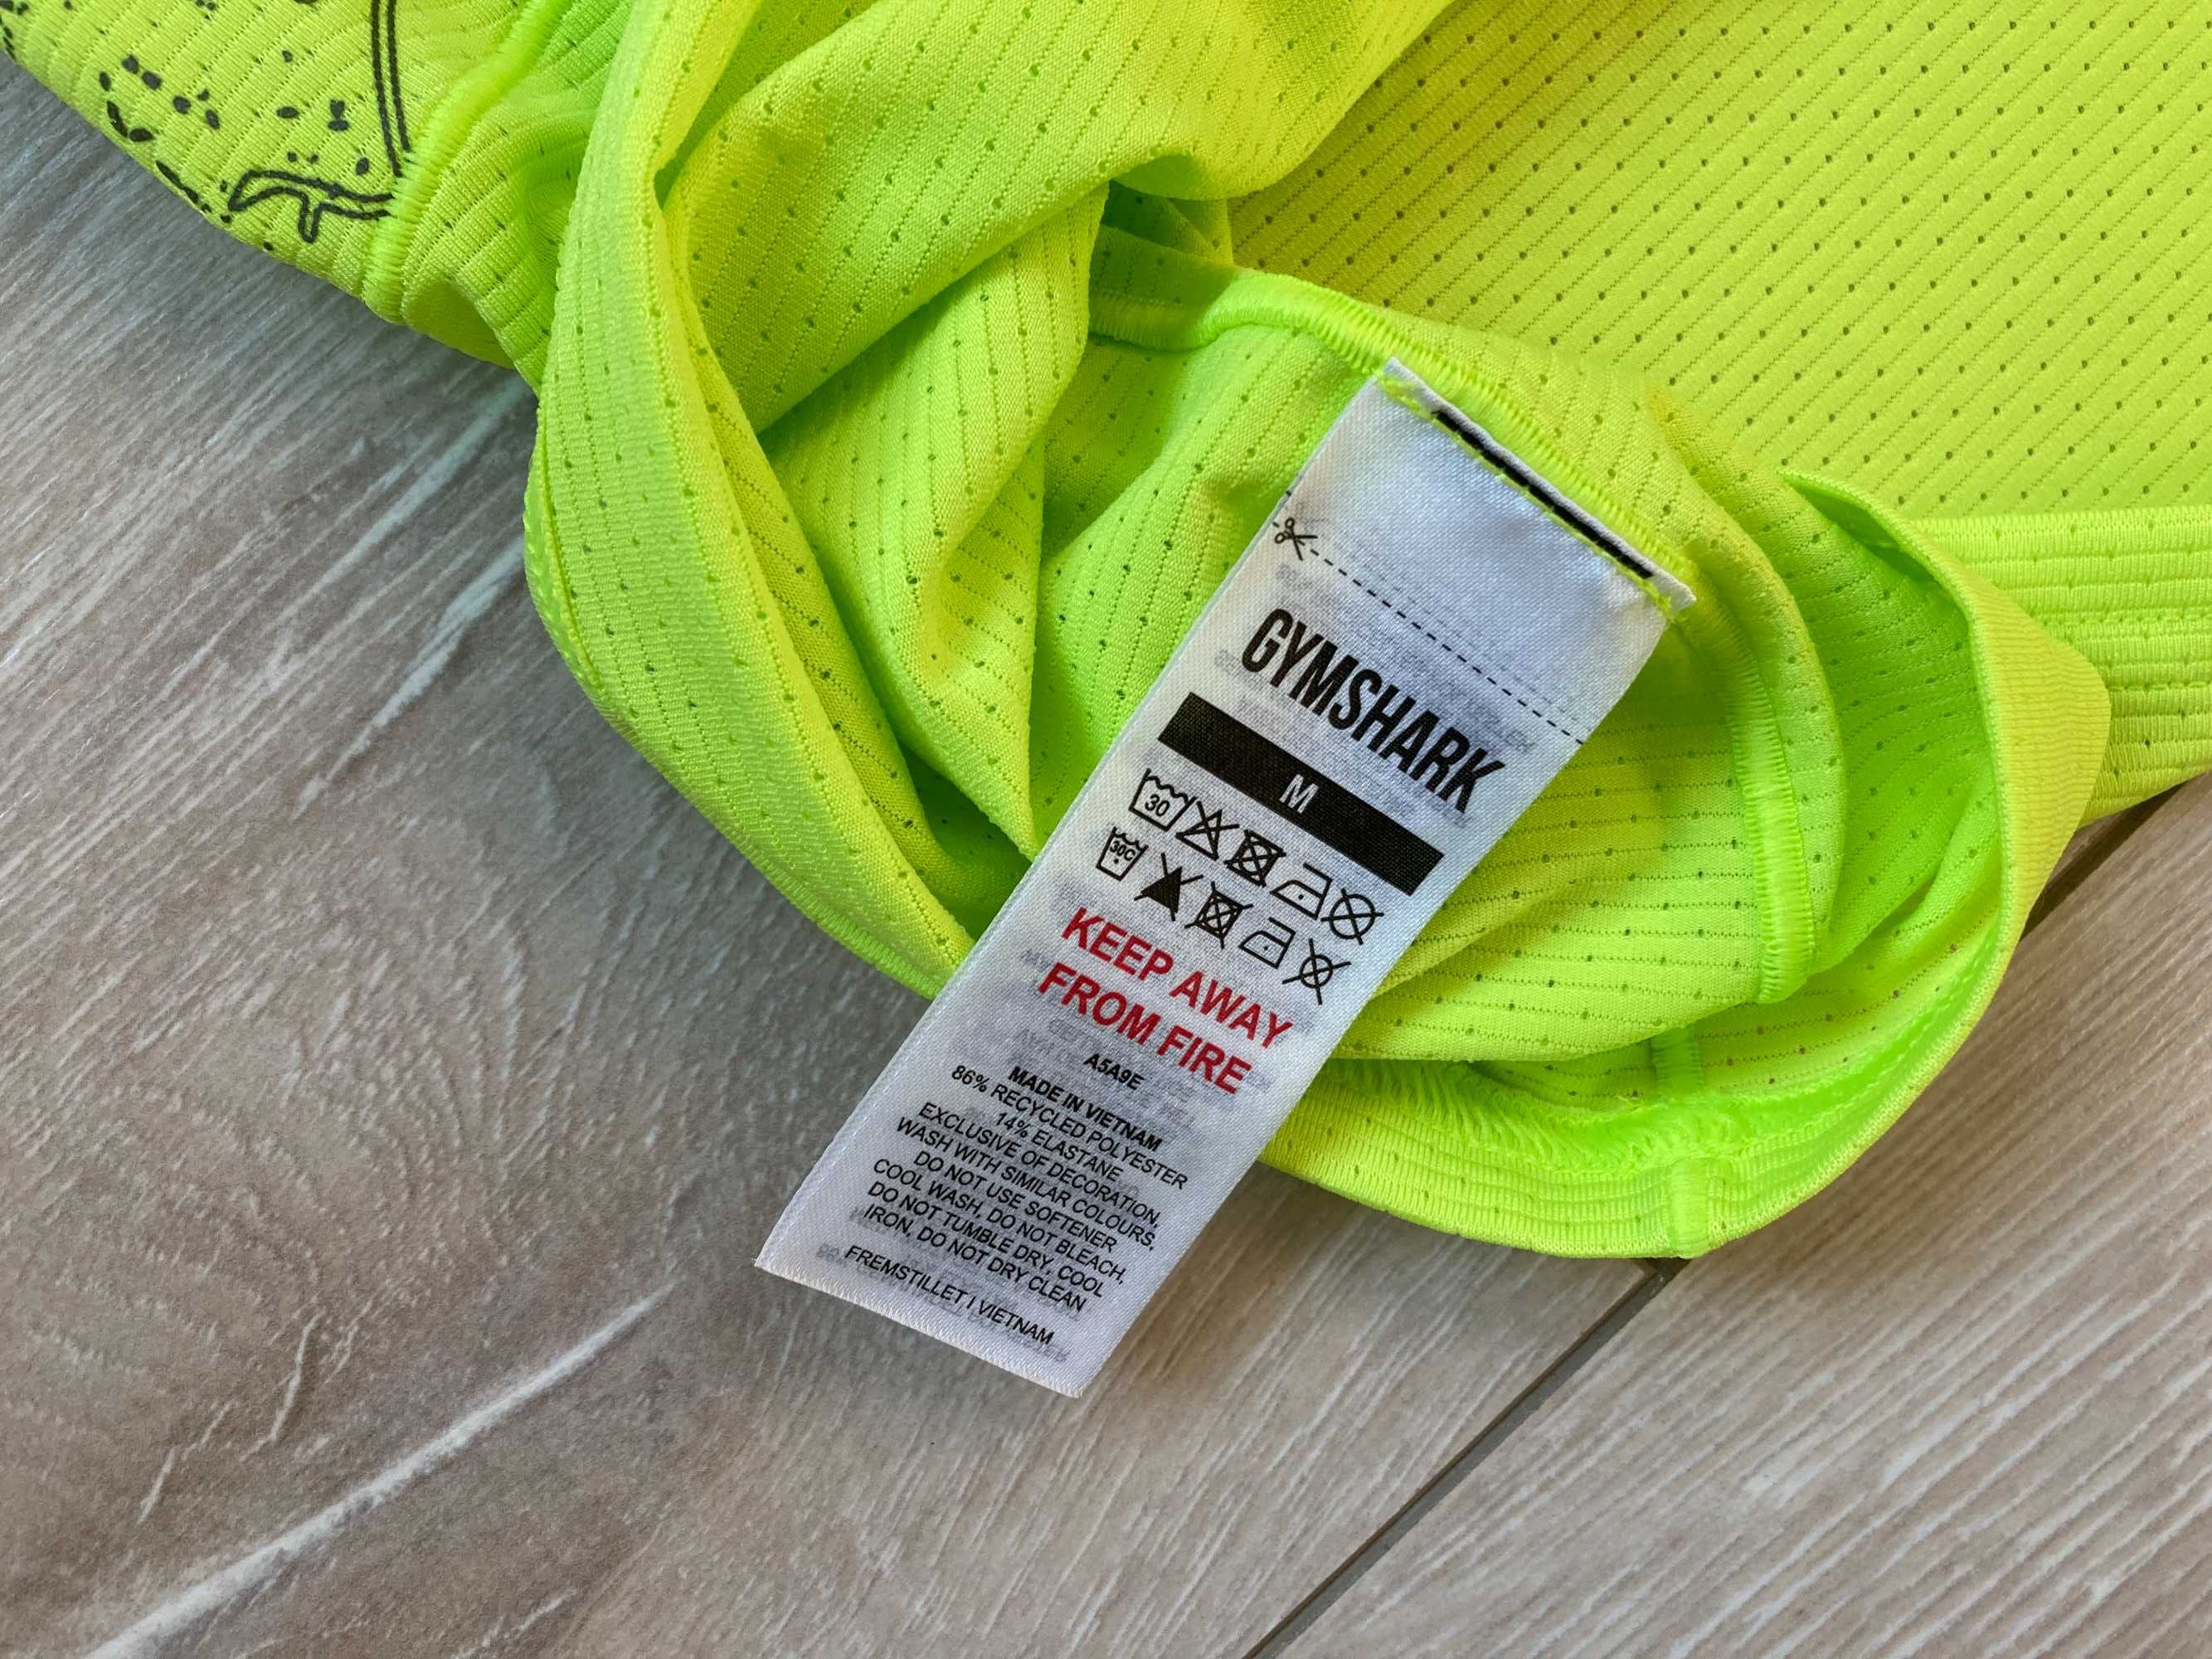 GYMSHARK
M
30
30C
KEEP AWAY
FROM FIRE
A5A9E
MADE IN VIETNAM
86% RECYCLED POLYESTER
14% ELASTANE
EXCLUSIVE OF DECORATION,
WASH WITH SIMILAR COLOURS,
DO NOT USE SOFTENER
COOL WASH, DO NOT BLEACH,
DO NOT TUMBLE DRY, COOL
IRON, DO NOT DRY CLEAN
FREMSTILLET I VIETNAM